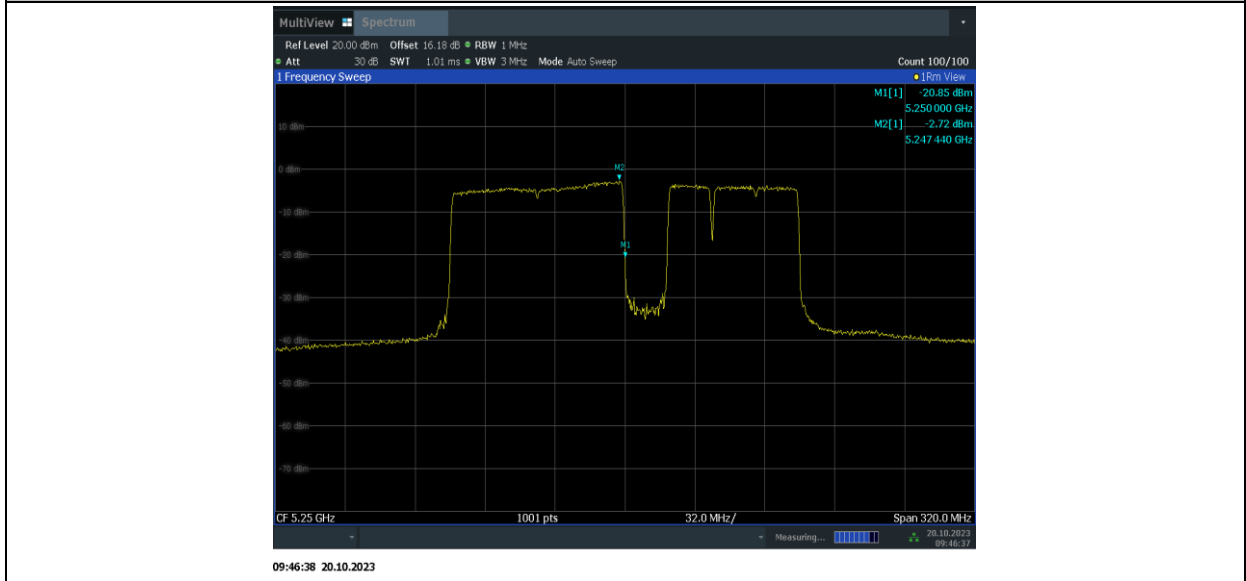 MultiView Spectrum
Ref Level 20.00 dBm Offset 16.18 dB RBW 1 MHz
Att 30 dB SWT 1.01 ms VBW 3 MHz Mode Auto Sweep Count 100/100
1 Frequency Sweep 1Rm View
M1[1] -20.85 dBm
5.250 000 GHz
M2[1] -2.72 dBm
5.247 440 GHz
10 dBm
0 dBm
M2
-10 dBm
M1
-20 dBm
-30 dBm
-40 dBm
-50 dBm
-60 dBm
-70 dBm
CF 5.25 GHz 1001 pts 32.0 MHz/ Span 320.0 MHz
Measuring... 20.10.2023
09:46:37
09:46:38 20.10.2023